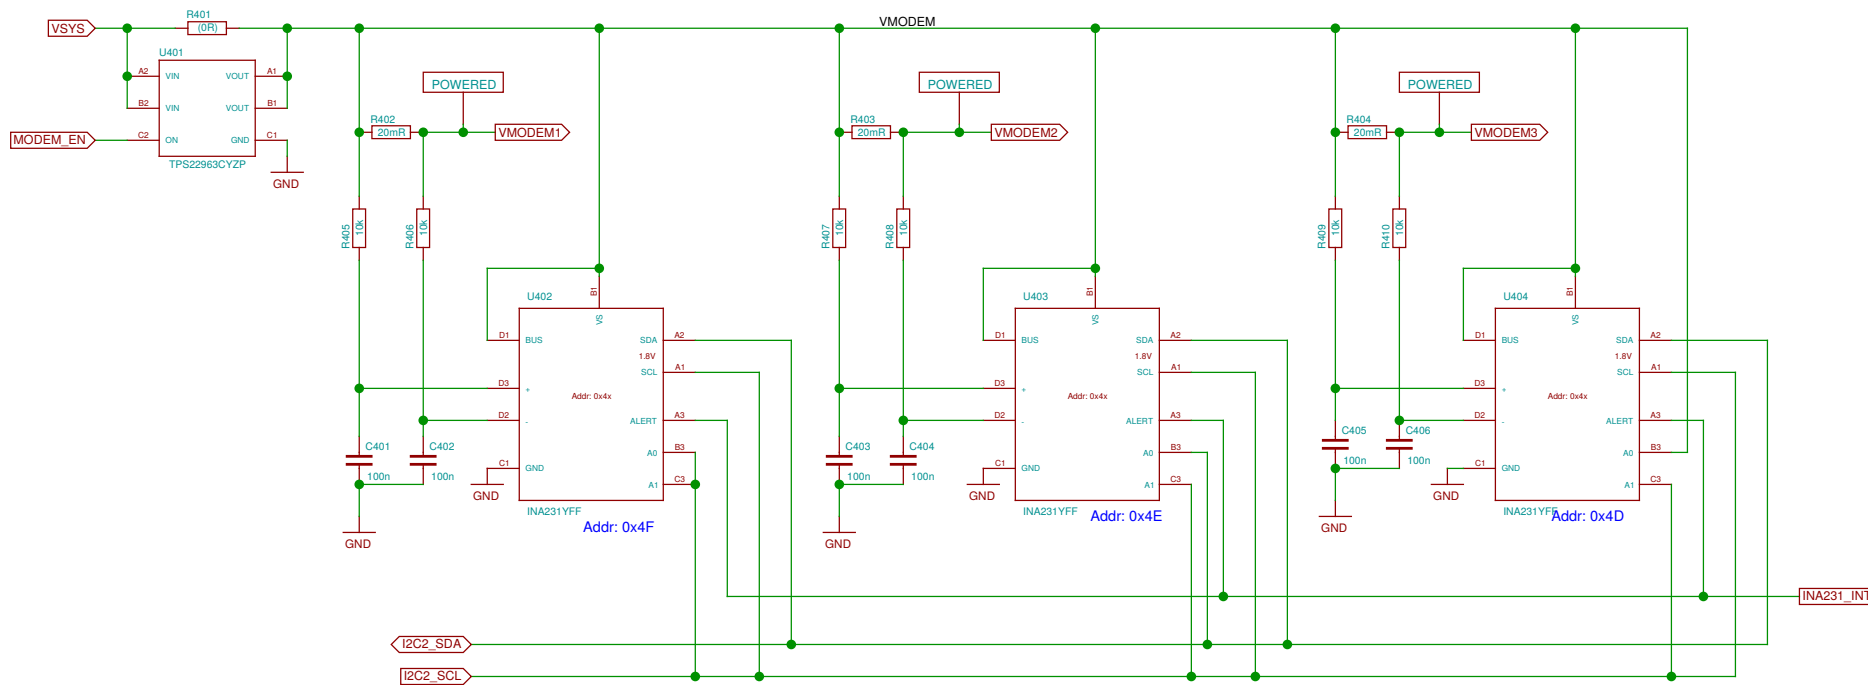 VSYS
R401
(0R)
VMODEM
U401
A2 VIN VOUT A1
B2 VIN VOUT B1
MODEM_EN
C2 ON GND C1
TPS22963CYZP
GND
POWERED
R402
20mR
VMODEM1
R405
10k
R406
10k
U402
B1
VS
D1 BUS SDA A2
1.8V
SCL A1
D3 +
Addr: 0x4x
D2 - ALERT A3
A0 B3
C1 GND
A1 C3
GND
INA231YFF
Addr: 0x4F
C401
100n
C402
100n
GND
POWERED
R403
20mR
VMODEM2
R407
10k
R408
10k
U403
B1
VS
D1 BUS SDA A2
1.8V
SCL A1
D3 +
Addr: 0x4x
D2 - ALERT A3
A0 B3
C1 GND
A1 C3
GND
INA231YFF
Addr: 0x4E
C403
100n
C404
100n
GND
POWERED
R404
20mR
VMODEM3
R409
10k
R410
10k
U404
B1
VS
D1 BUS SDA A2
1.8V
SCL A1
D3 +
Addr: 0x4x
D2 - ALERT A3
A0 B3
C1 GND
A1 C3
GND
INA231YFF
Addr: 0x4D
C405
100n
C406
100n
GND
INA231_INT
I2C2_SDA
I2C2_SCL